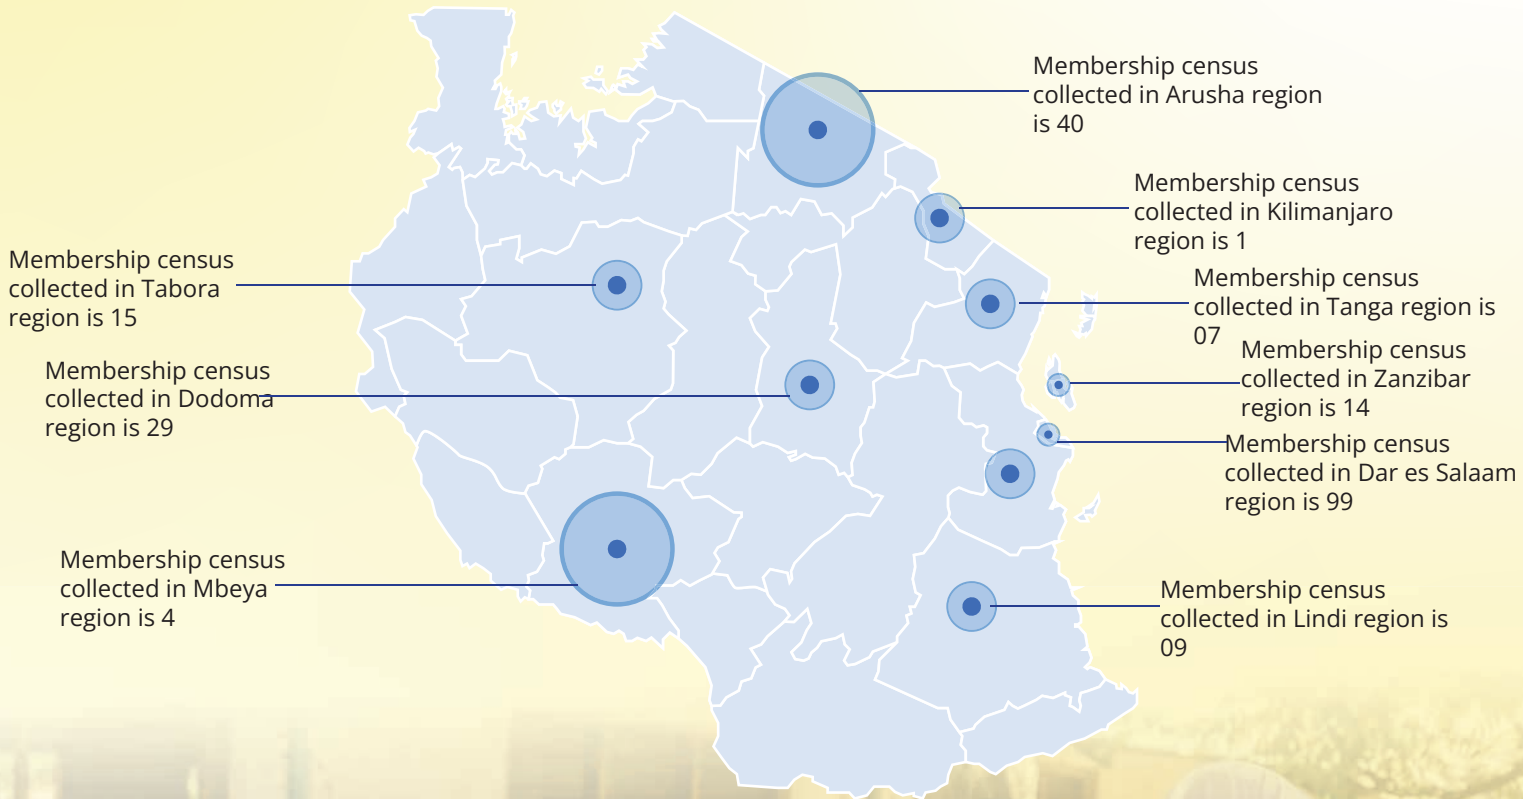 Membership census
collected in Arusha region
is 40
Membership census
collected in Kilimanjaro
region is 1
Membership census
collected in Tabora
region is 15
Membership census
collected in Tanga region is
07
Membership census
collected in Zanzibar
region is 14
Membership census
collected in Dodoma
region is 29
Membership census
collected in Dar es Salaam
region is 99
Membership census
collected in Mbeya
region is 4
Membership census
collected in Lindi region is
09